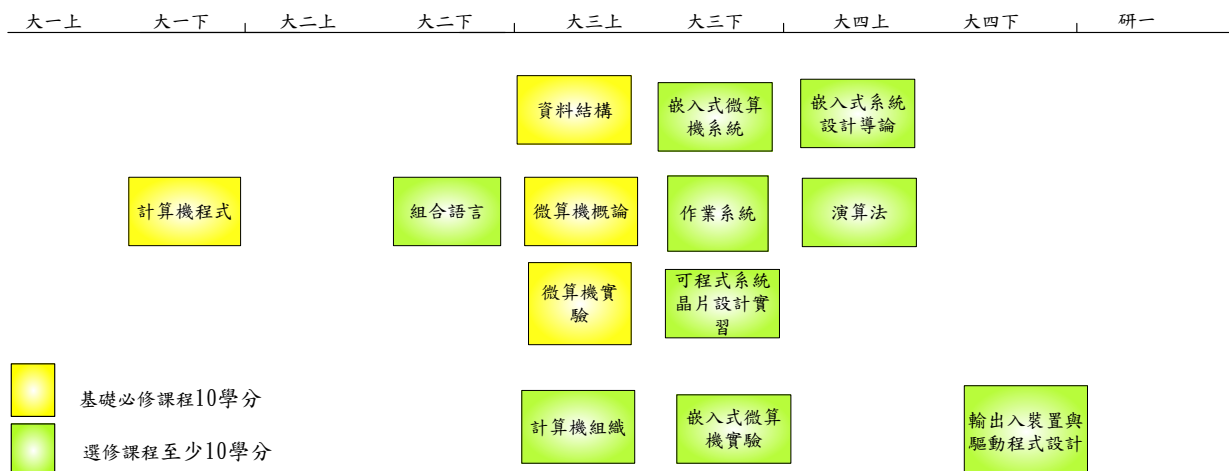 大一上 大一下 大二上 大二下 大三上 大三下 大四上 大四下 研一
資料結構
嵌入式微算
機系統
嵌入式系統
設計導論
計算機程式
組合語言
微算機概論
作業系統
演算法
微算機實
驗
可程式系統
晶片設計實
習
基礎必修課程10學分
選修課程至少10學分
計算機組織
嵌入式微算
機實驗
輸出入裝置與
驅動程式設計